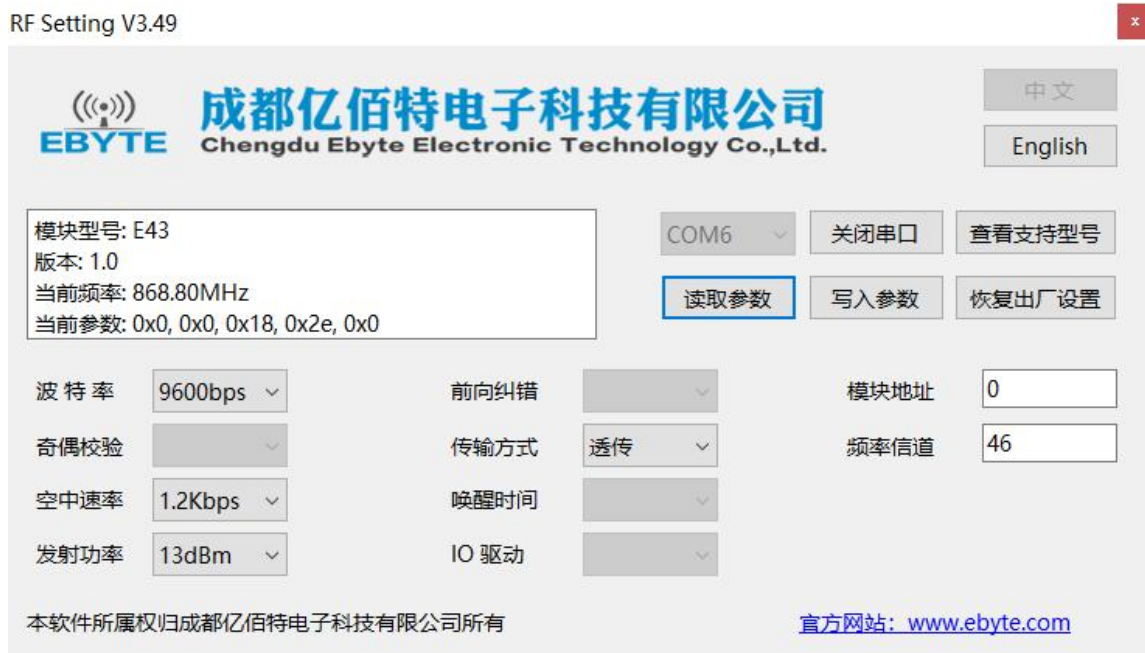 RF Setting V3.49
x
EBYTE
成都亿佰特电子科技有限公司
Chengdu Ebyte Electronic Technology Co.,Ltd.
中文
English
模块型号: E43
版本: 1.0
当前频率: 868.80MHz
当前参数: 0x0, 0x0, 0x18, 0x2e, 0x0
COM6 关闭串口 查看支持型号
读取参数 写入参数 恢复出厂设置
波特率 9600bps 前向纠错 模块地址 0
奇偶校验 传输方式 透传 频率信道 46
空中速率 1.2Kbps 唤醒时间
发射功率 13dBm IO 驱动
本软件所属权归成都亿佰特电子科技有限公司所有 官方网站：www.ebyte.com